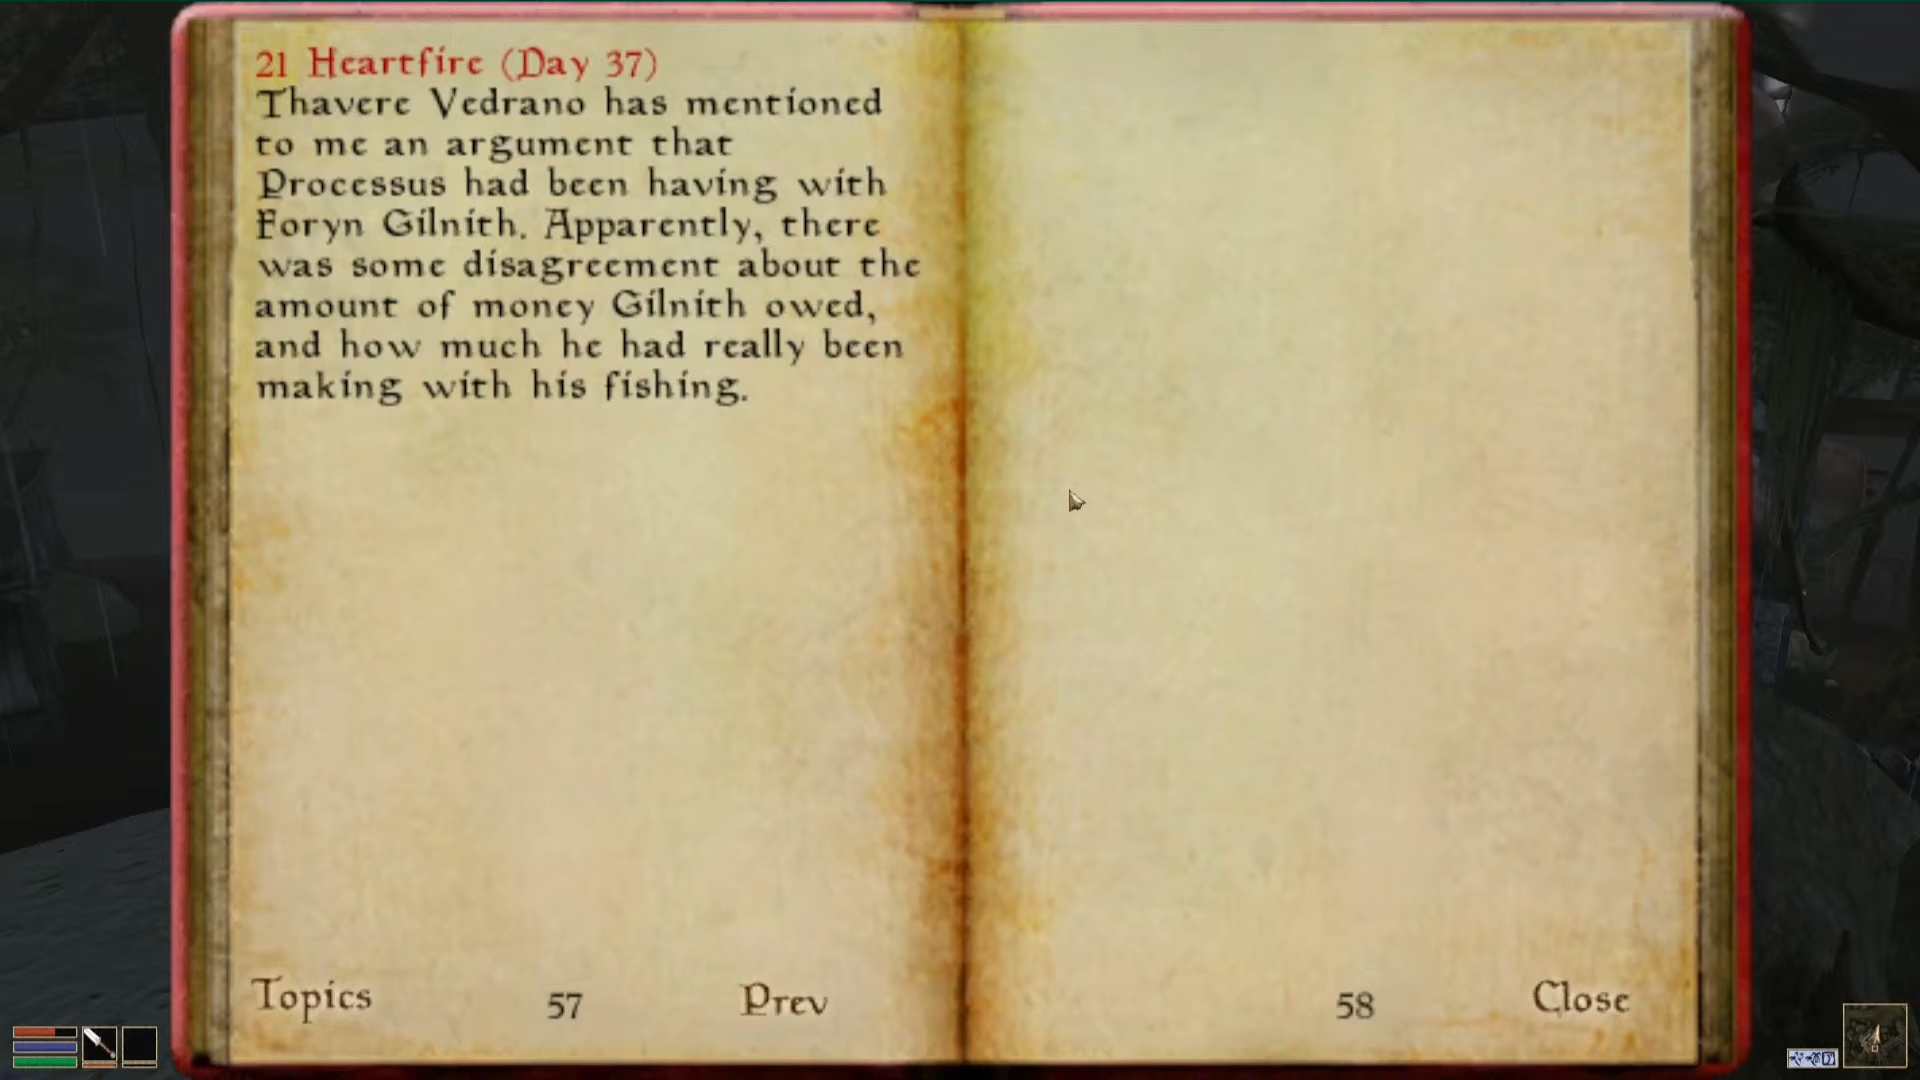 21 Heartfire (Day 37)
Thavere Vedrano has mentioned
to me an argument that
Processus had been having with
Foryn Gilnith. Apparently, there
was some disagreement about the
amount of money Gilnith owed,
and how much he had really been
making with his fishing.
Topics
57
Prev
58
Close